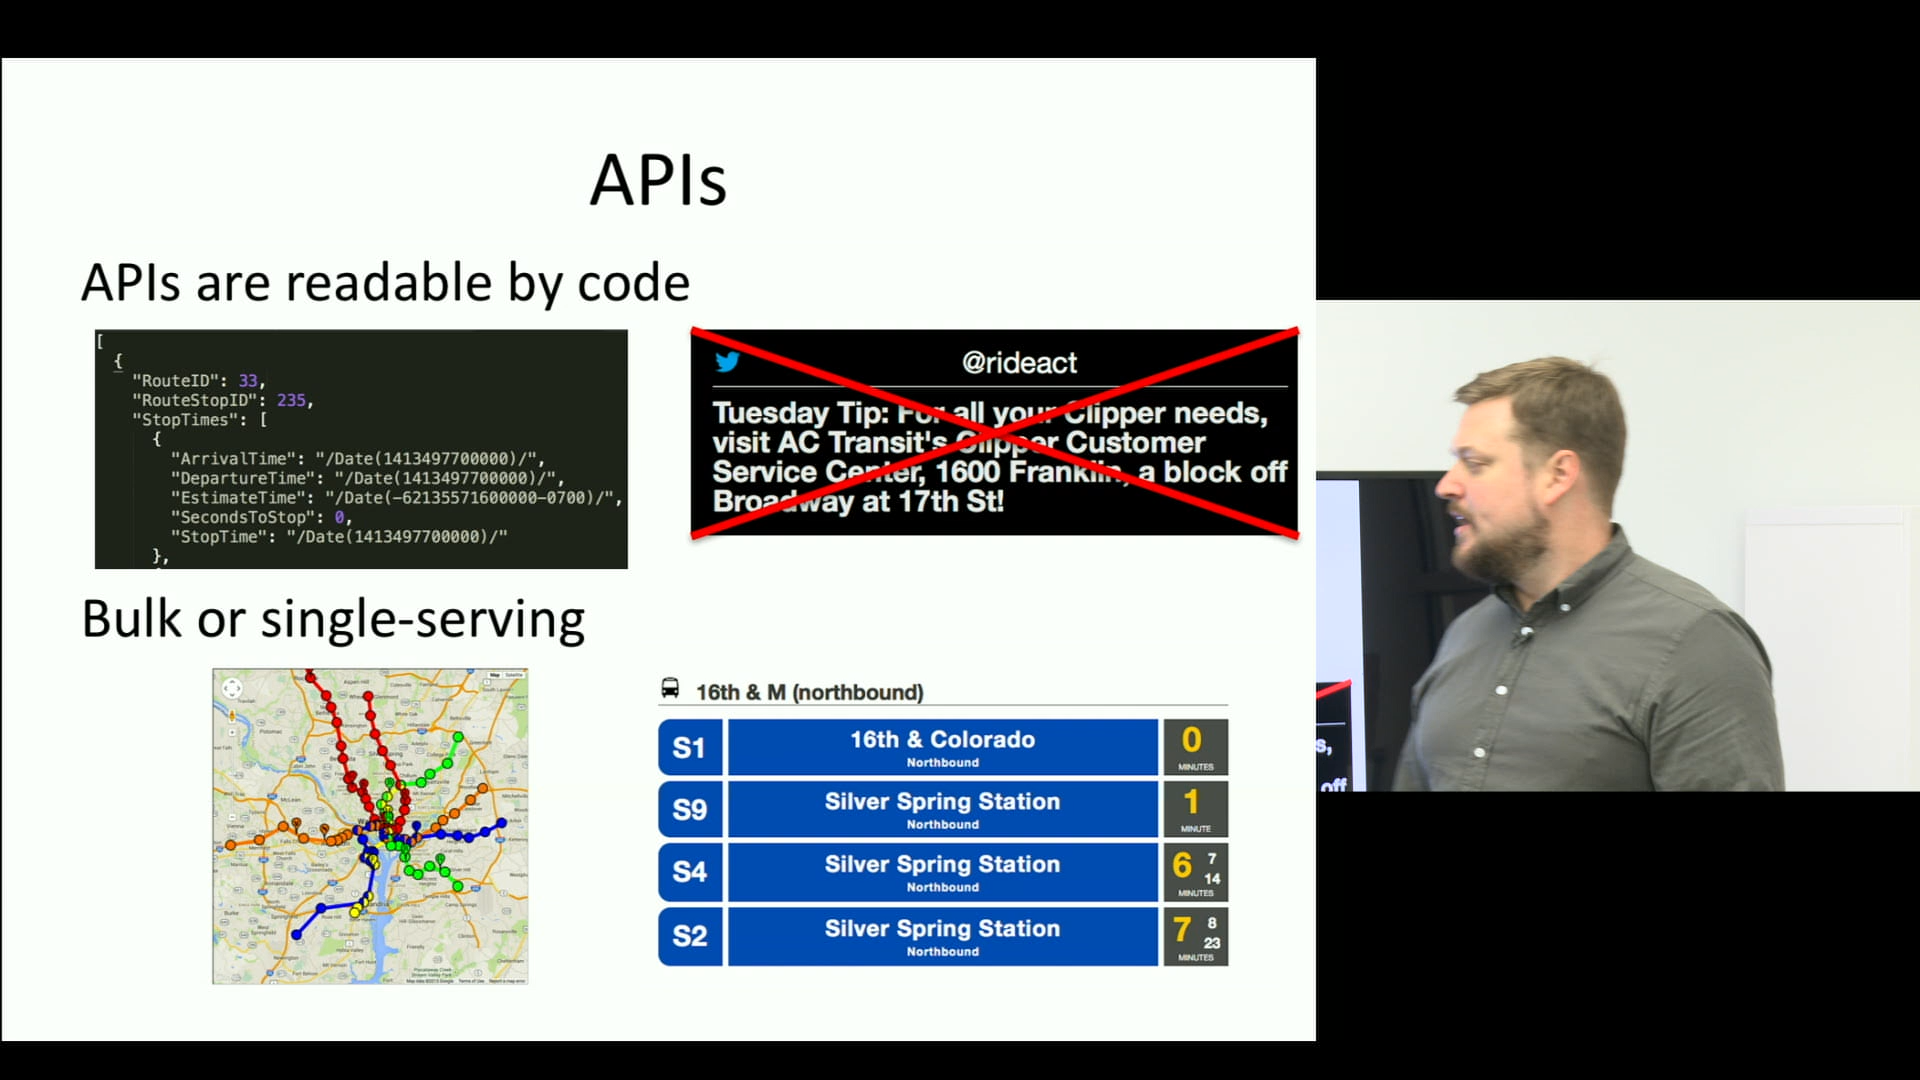 APIs
APIs are readable by code
[
{
"RouteID": 33,
"RouteStopID": 235,
"StopTimes": [
{
"ArrivalTime": "/Date(1413497700000)/",
"DepartureTime": "/Date(1413497700000)/",
"EstimateTime": "/Date(-62135571600000-0700)/",
"SecondsToStop": 0,
"StopTime": "/Date(1413497700000)/"
},
@rideact
Tuesday Tip: For all your Clipper needs,
visit AC Transit's Clipper Customer
Service Center, 1600 Franklin, a block off
Broadway at 17th St!
Bulk or single-serving
16th & M (northbound)
S1 16th & Colorado 0
Northbound MINUTES
S9 Silver Spring Station 1
Northbound MINUTE
S4 Silver Spring Station 6 7
14
Northbound MINUTES
S2 Silver Spring Station 7 8
23
Northbound MINUTES
s,
off